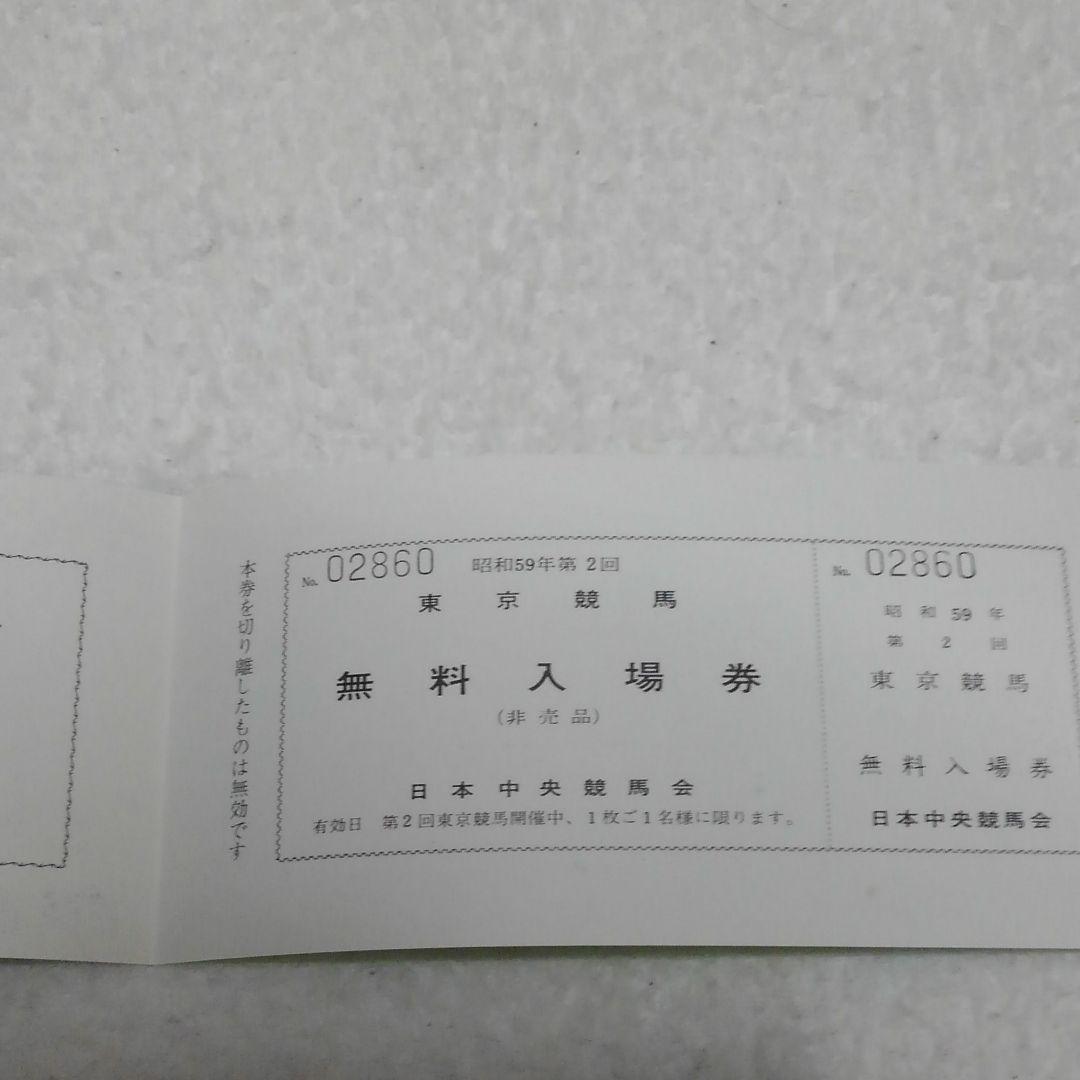 本券を切り離したものは無効です
No. 02860 昭和59年第2回
東京競馬
無料入場券
(非売品)
日本中央競馬会
有効日 第2回東京競馬開催中、1枚ご1名様に限ります。
No. 02860
昭和59年
第2回
東京競馬
無料入場券
日本中央競馬会